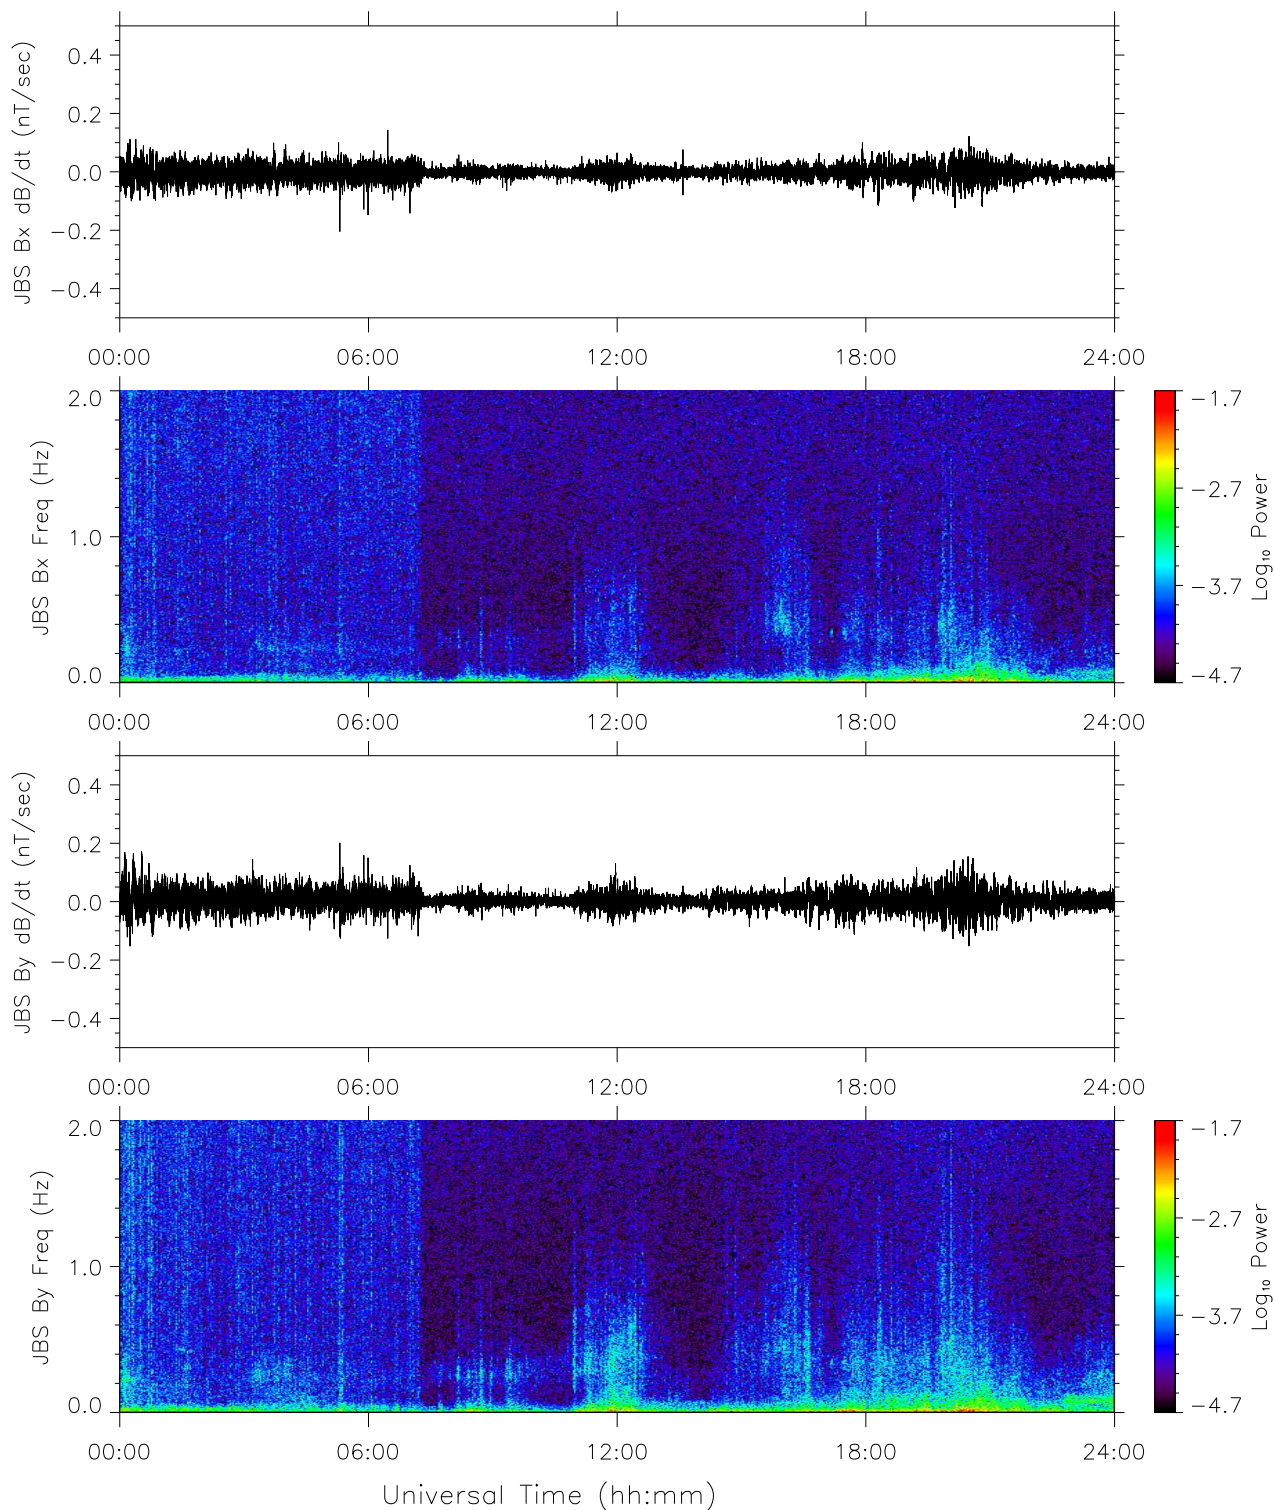 JBS Bx dB/dt (nT/sec)
0.4
0.2
0.0
−0.2
−0.4
00:00 06:00 12:00 18:00 24:00
JBS Bx Freq (Hz)
2.0
1.0
0.0
−1.7
−2.7
−3.7
−4.7
Log₁₀ Power
00:00 06:00 12:00 18:00 24:00
JBS By dB/dt (nT/sec)
0.4
0.2
0.0
−0.2
−0.4
00:00 06:00 12:00 18:00 24:00
JBS By Freq (Hz)
2.0
1.0
0.0
−1.7
−2.7
−3.7
−4.7
Log₁₀ Power
00:00 06:00 12:00 18:00 24:00
Universal Time (hh:mm)